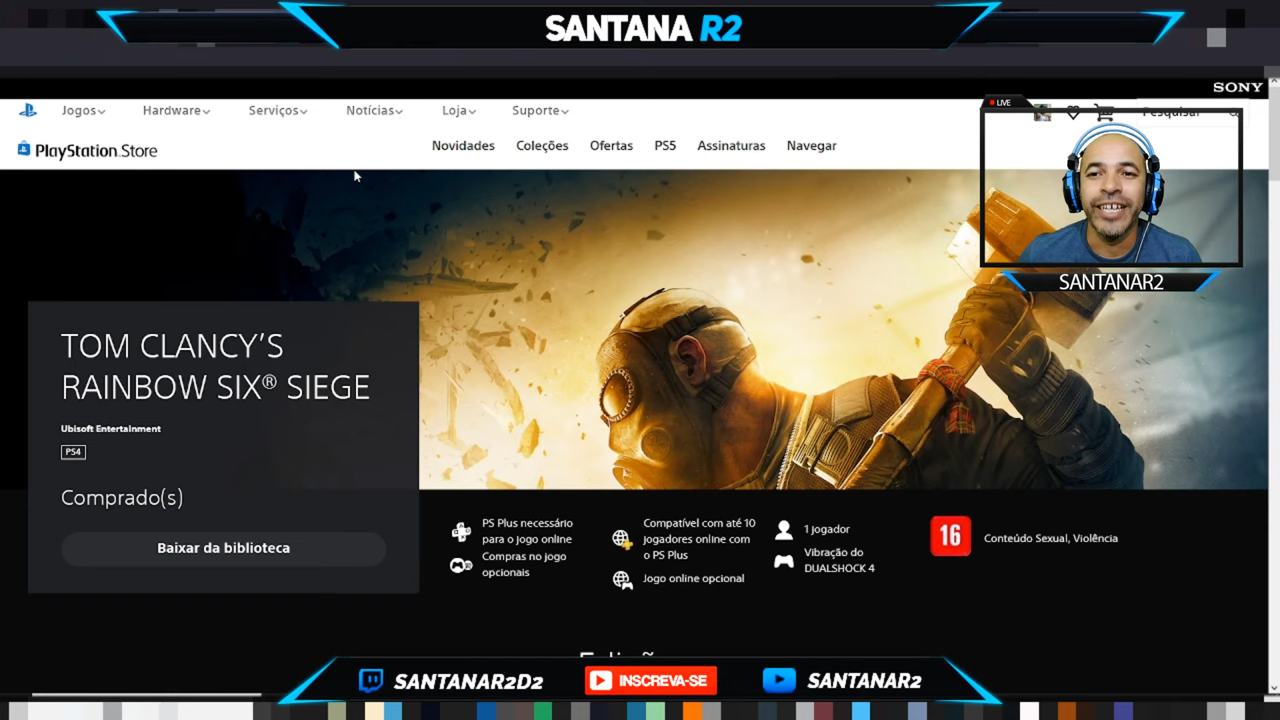 SANTANA R2
SONY
Jogos
Hardware
Serviços
Notícias
Loja
Suporte
LIVE
PlayStation Store
Novidades
Coleções
Ofertas
PS5
Assinaturas
Navegar
SANTANAR2
TOM CLANCY'S
RAINBOW SIX® SIEGE
Ubisoft Entertainment
PS4
Comprado(s)
Baixar da biblioteca
PS Plus necessário
para o jogo online
Compras no jogo
opcionais
Compatível com até 10
jogadores online com
o PS Plus
Jogo online opcional
1 jogador
Vibração do
DUALSHOCK 4
16
Conteúdo Sexual, Violência
SANTANAR2D2
INSCREVA-SE
SANTANAR2